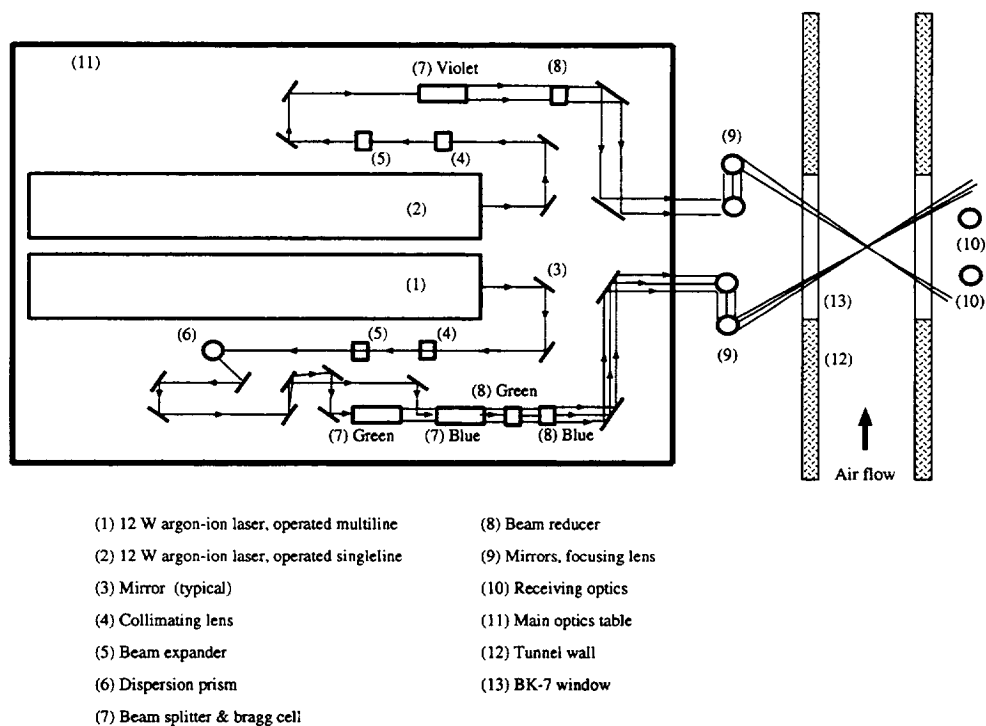 (11)
(7) Violet
(8)
(5)
(4)
(9)
(2)
(10)
(1)
(3)
(10)
(13)
(9)
(6)
(5)
(4)
(12)
(8) Green
(7) Green
(7) Blue
(8) Blue
Air flow
(1) 12 W argon-ion laser, operated multiline
(2) 12 W argon-ion laser, operated singleline
(3) Mirror (typical)
(4) Collimating lens
(5) Beam expander
(6) Dispersion prism
(7) Beam splitter & bragg cell
(8) Beam reducer
(9) Mirrors, focusing lens
(10) Receiving optics
(11) Main optics table
(12) Tunnel wall
(13) BK-7 window